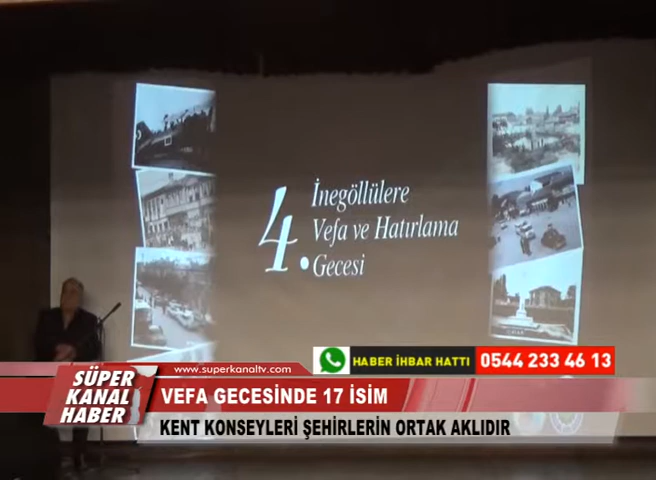 4.
İnegöllülere
Vefa ve Hatırlama
Gecesi
HABER İHBAR HATTI 0544 233 46 13
www.superkanaltv.com
SÜPER
KANAL
HABER
VEFA GECESİNDE 17 İSİM
KENT KONSEYLERİ ŞEHİRLERİN ORTAK AKLIDIR